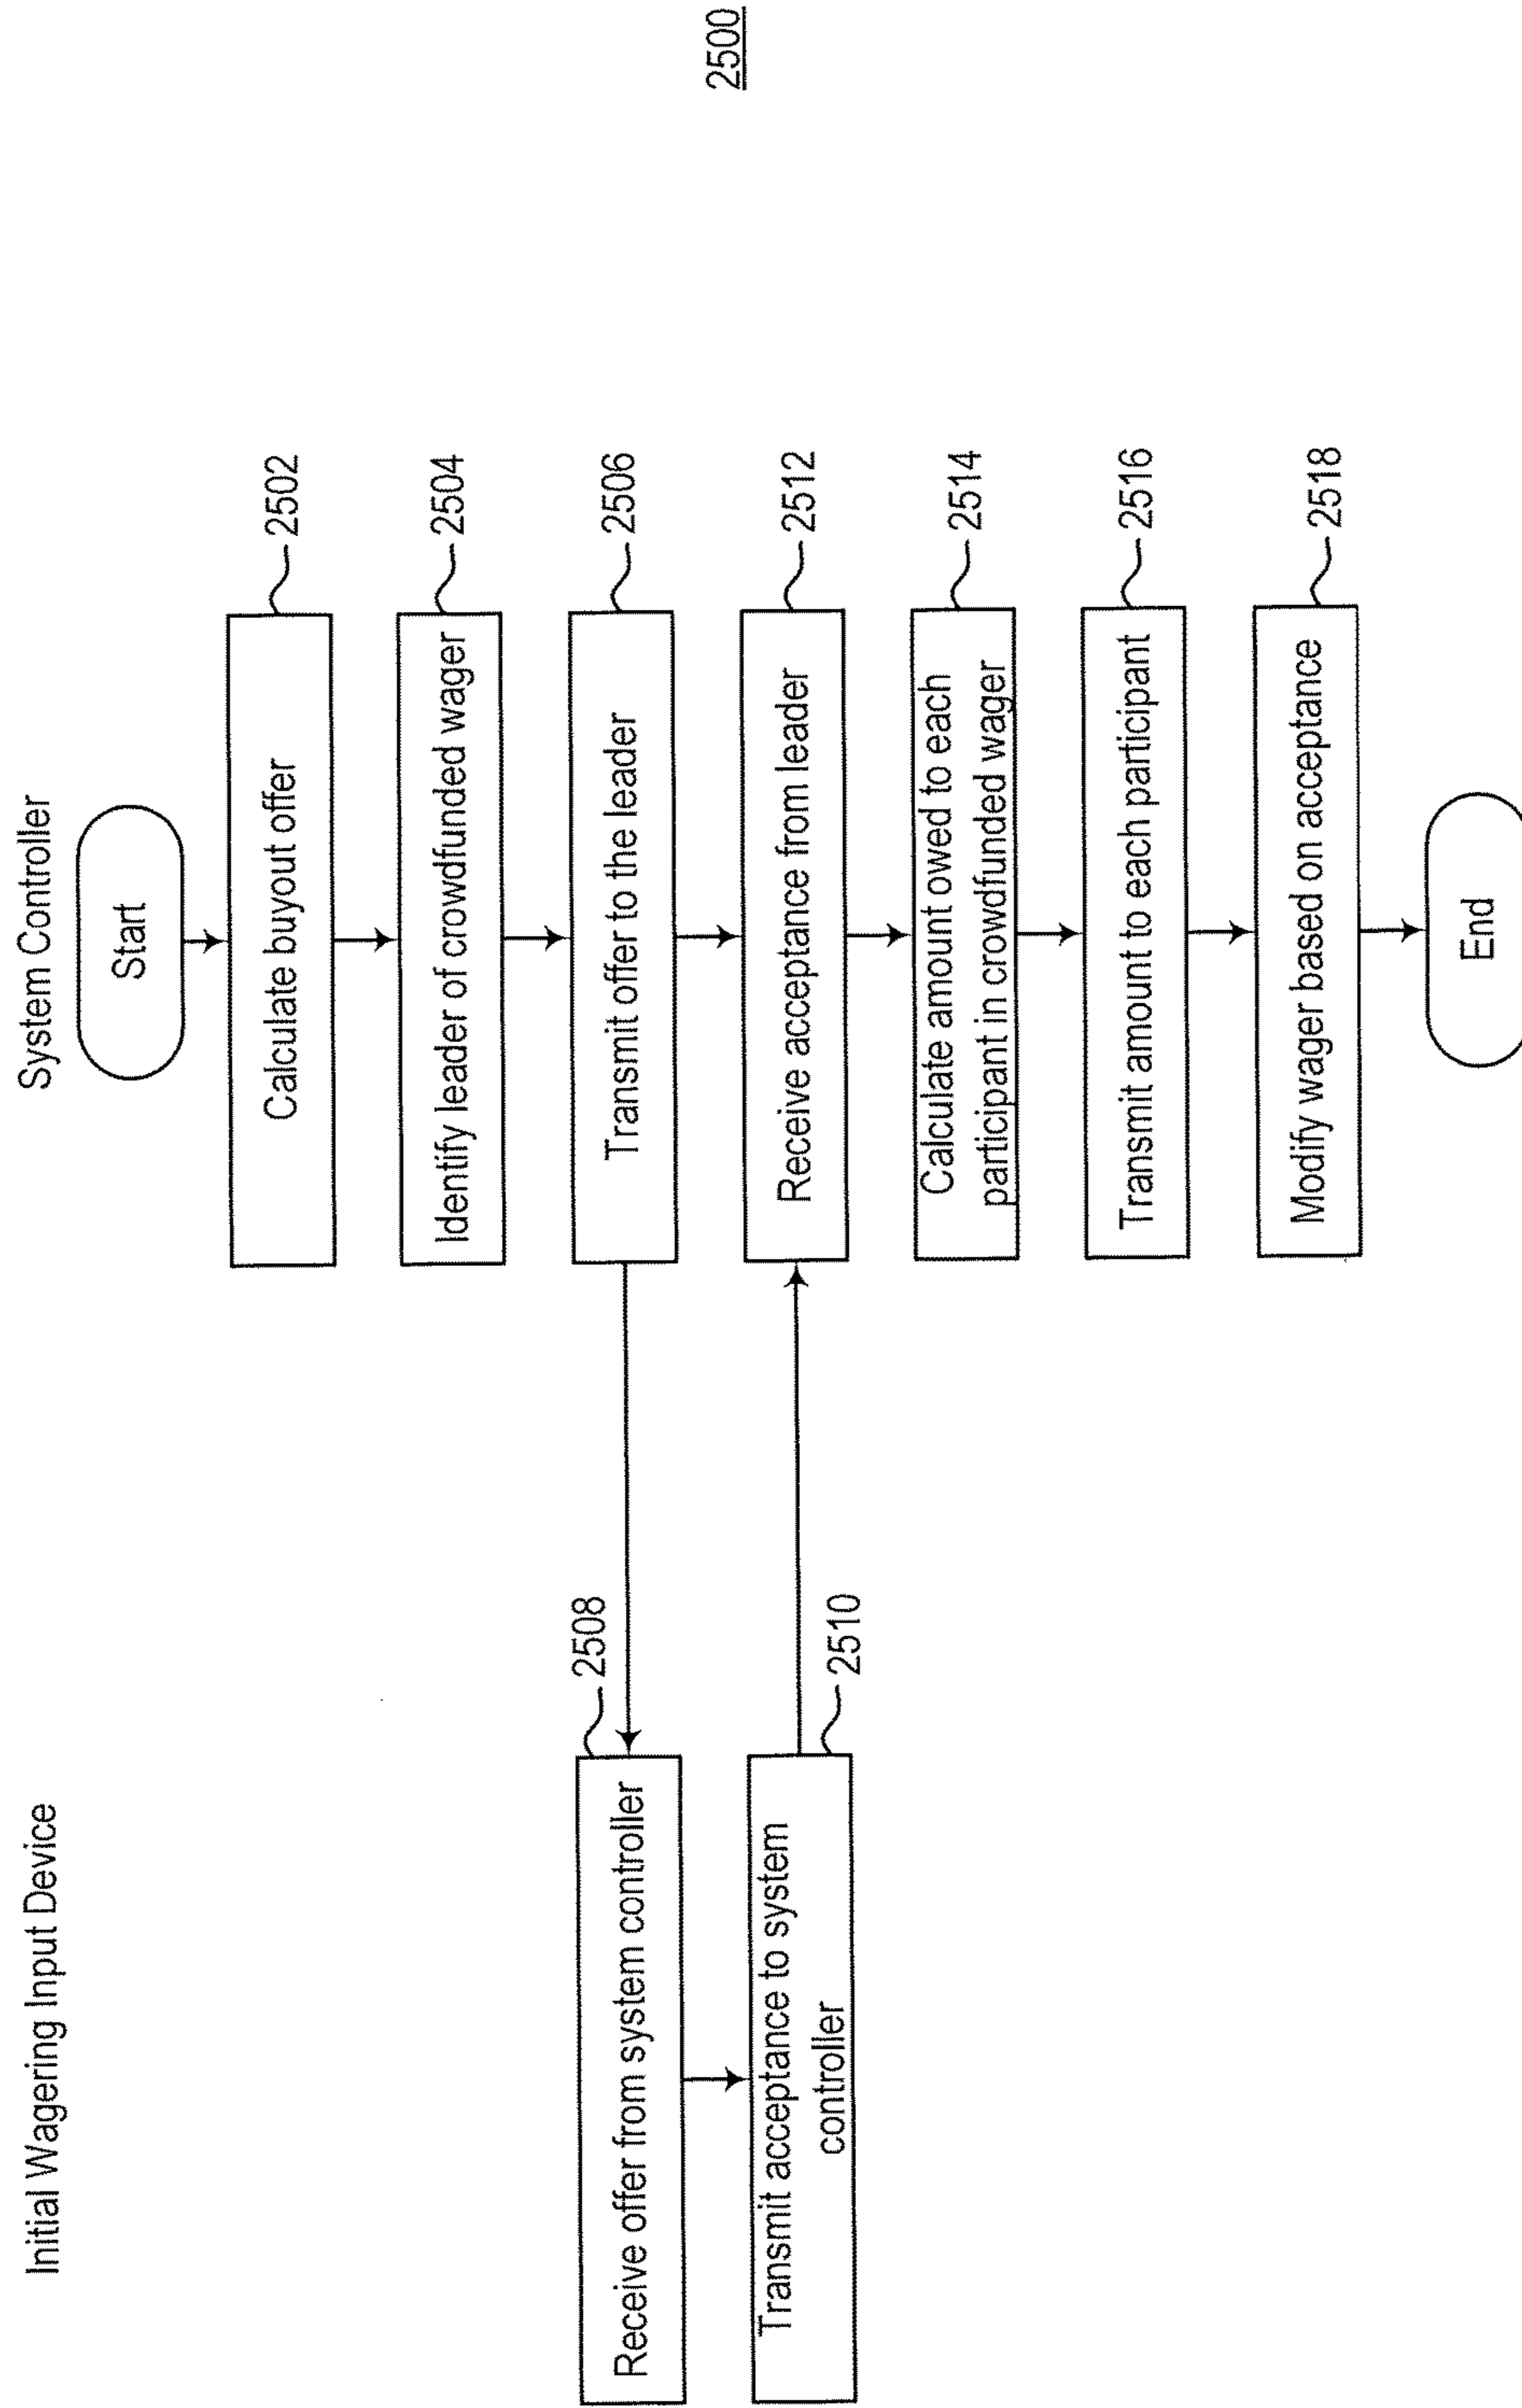 Initial Wagering Input Device
System Controller
Start
Calculate buyout offer
2502
Identify leader of crowdfunded wager
2504
Transmit offer to the leader
2506
2508
Receive offer from system controller
Transmit acceptance to system
controller
2510
Receive acceptance from leader
2512
Calculate amount owed to each
participant in crowdfunded wager
2514
Transmit amount to each participant
2516
Modify wager based on acceptance
2518
End
2500